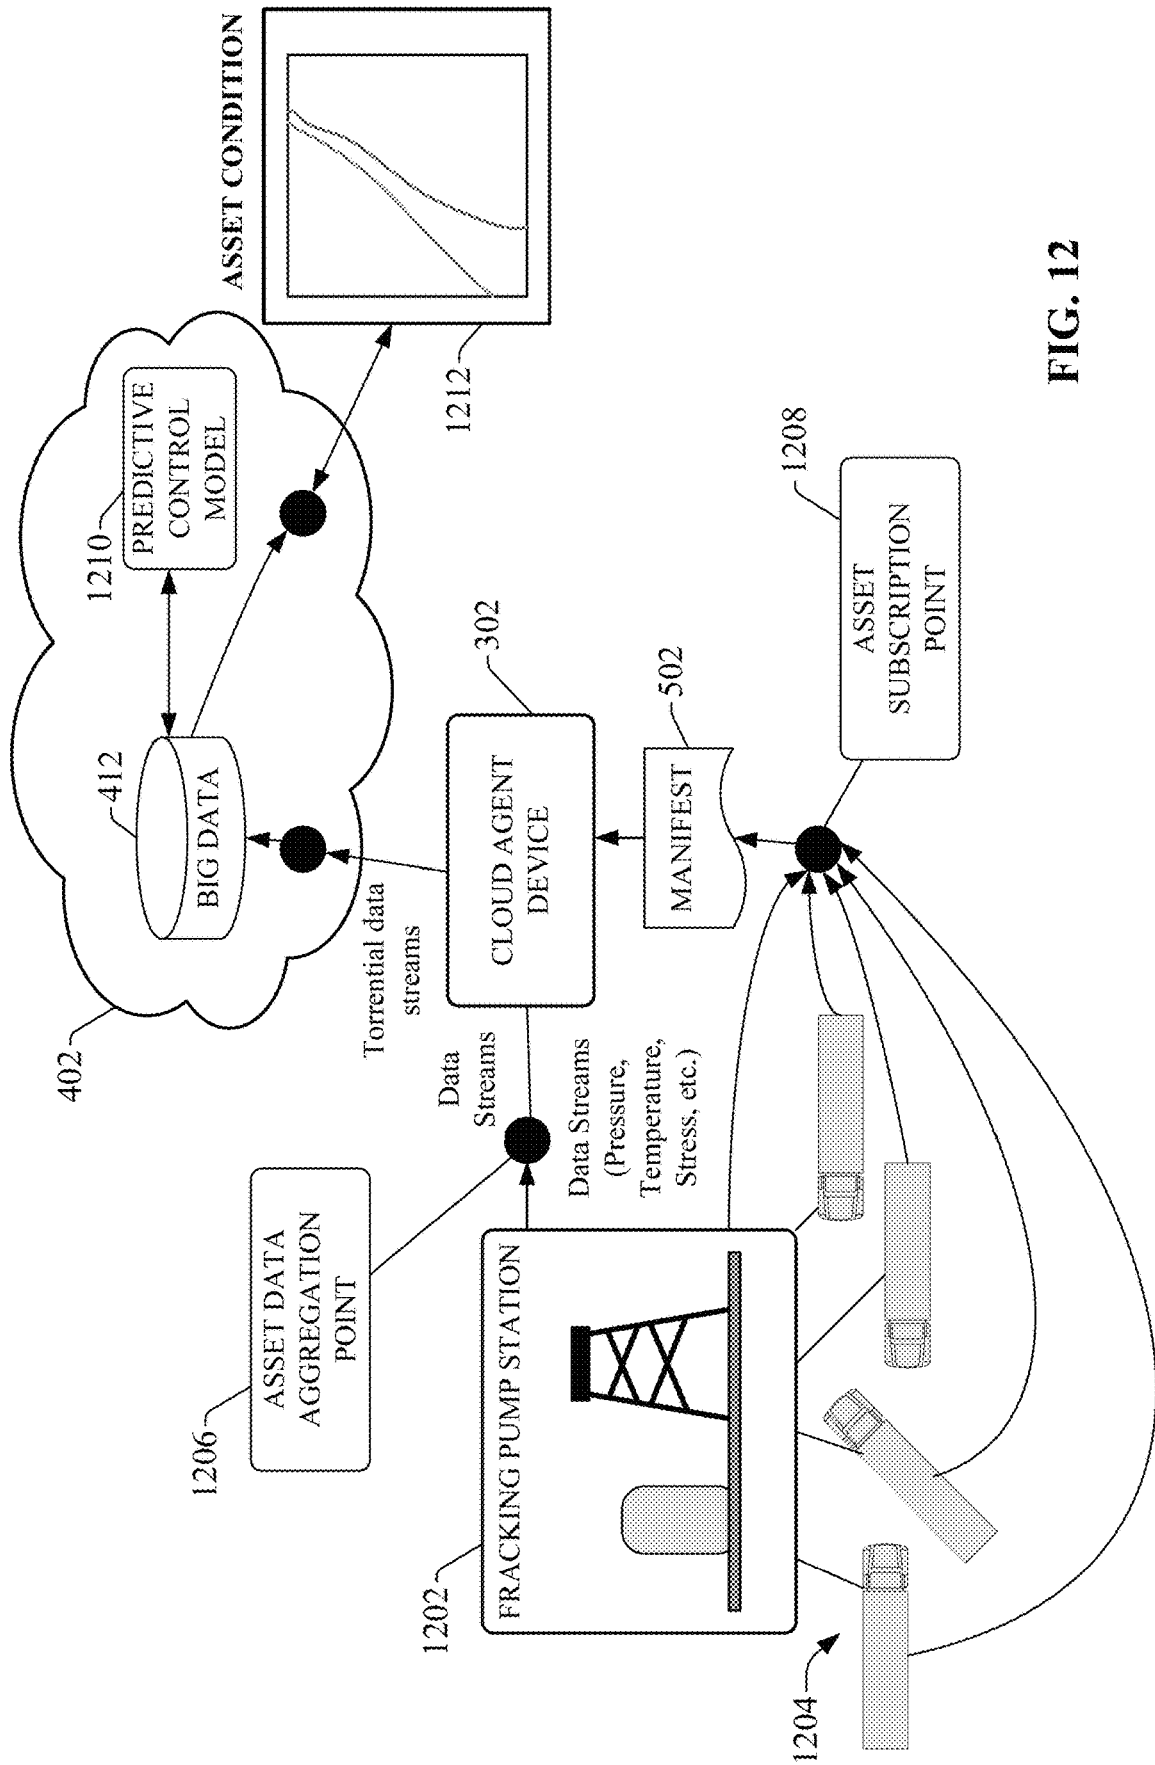 402
412
BIG DATA
1210
PREDICTIVE
CONTROL
MODEL
ASSET CONDITION
1212
Torrential data
streams
1206
ASSET DATA
AGGREGATION
POINT
Data
Streams
CLOUD AGENT
DEVICE
302
1202
FRACKING PUMP STATION
Data Streams
(Pressure,
Temperature,
Stress, etc.)
MANIFEST
502
1204
1208
ASSET
SUBSCRIPTION
POINT
FIG. 12